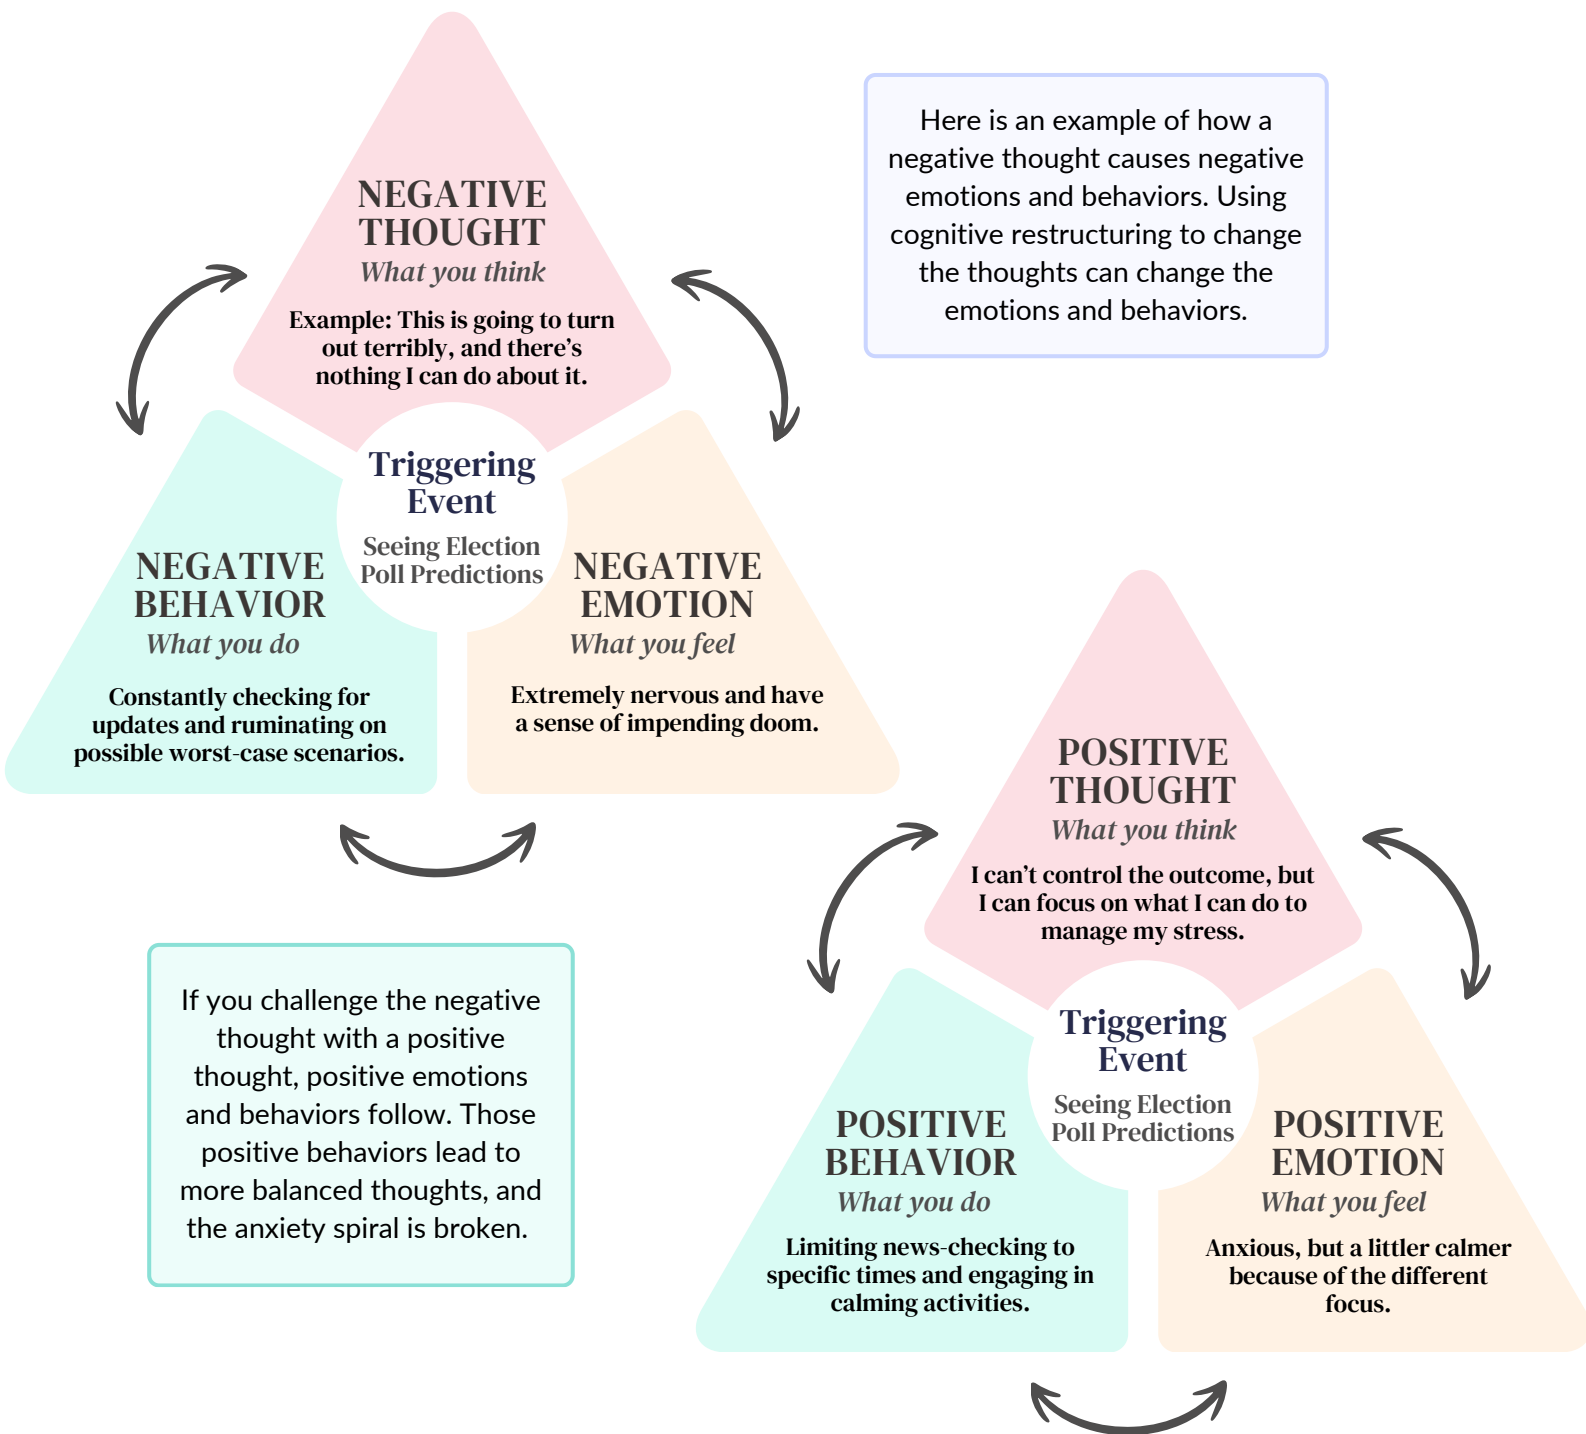 NEGATIVE
THOUGHT
What you think
Example: This is going to turn
out terribly, and there's
nothing I can do about it.
Here is an example of how a
negative thought causes negative
emotions and behaviors. Using
cognitive restructuring to change
the thoughts can change the
emotions and behaviors.
Triggering
Event
Seeing Election
Poll Predictions
NEGATIVE
BEHAVIOR
What you do
Constantly checking for
updates and ruminating on
possible worst-case scenarios.
NEGATIVE
EMOTION
What you feel
Extremely nervous and have
a sense of impending doom.
POSITIVE
THOUGHT
What you think
I can't control the outcome, but
I can focus on what I can do to
manage my stress.
If you challenge the negative
thought with a positive
thought, positive emotions
and behaviors follow. Those
positive behaviors lead to
more balanced thoughts, and
the anxiety spiral is broken.
Triggering
Event
Seeing Election
Poll Predictions
POSITIVE
BEHAVIOR
What you do
Limiting news-checking to
specific times and engaging in
calming activities.
POSITIVE
EMOTION
What you feel
Anxious, but a littler calmer
because of the different
focus.